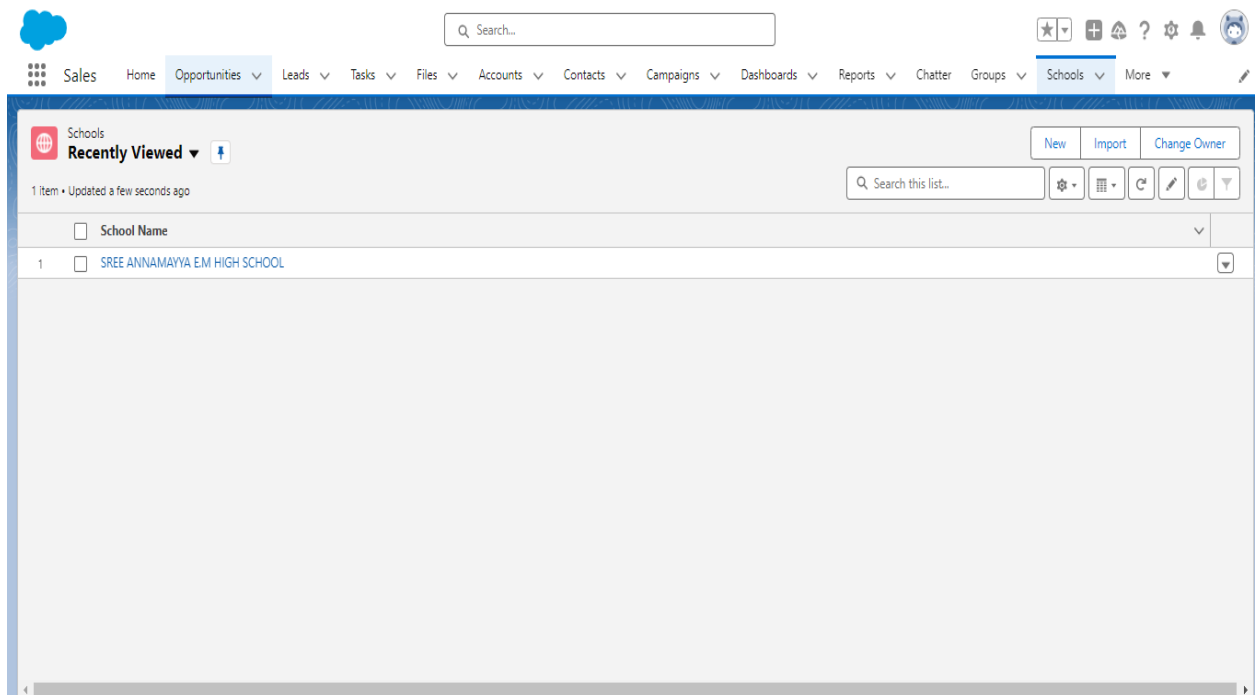 Search...
Sales Home Opportunities Leads Tasks Files Accounts Contacts Campaigns Dashboards Reports Chatter Groups Schools More
Schools
Recently Viewed
New Import Change Owner
1 item • Updated a few seconds ago
Search this list...
School Name
1 SREE ANNAMAYYA E.M HIGH SCHOOL